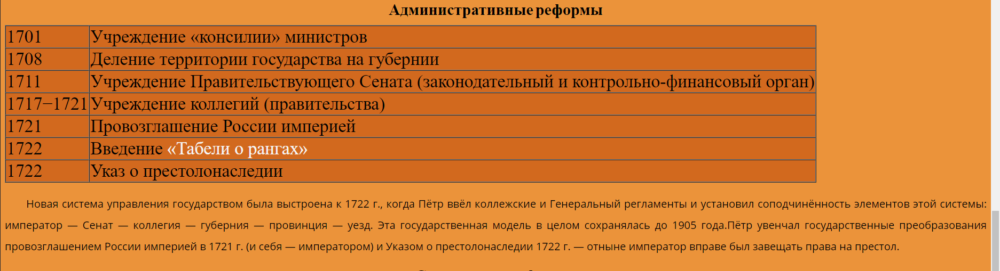 Административные реформы
1701 Учреждение «консилии» министров
1708 Деление территории государства на губернии
1711 Учреждение Правительствующего Сената (законодательный и контрольно-финансовый орган)
1717−1721 Учреждение коллегий (правительства)
1721 Провозглашение России империей
1722 Введение «Табели о рангах»
1722 Указ о престолонаследии
Новая система управления государством была выстроена к 1722 г., когда Пётр ввёл коллежские и Генеральный регламенты и установил соподчинённость элементов этой системы:
император — Сенат — коллегия — губерния — провинция — уезд. Эта государственная модель в целом сохранялась до 1905 года.Пётр увенчал государственные преобразования
провозглашением России империей в 1721 г. (и себя — императором) и Указом о престолонаследии 1722 г. — отныне император вправе был завещать права на престол.